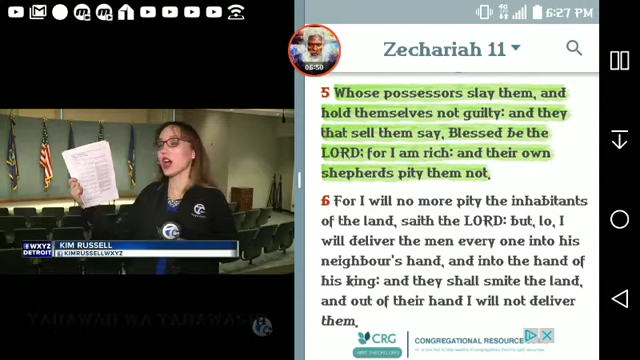 6:27 PM
06:50
Zechariah 11
5 Whose possessors slay them, and
hold themselves not guilty: and they
that sell them say, Blessed be the
LORD; for I am rich: and their own
shepherds pity them not.
6 For I will no more pity the inhabitants
of the land, saith the LORD: but, lo, I
will deliver the men every one into his
neighbour's hand, and into the hand of
his king: and they shall smite the land,
and out of their hand I will not deliver
them.
WXYZ
DETROIT
KIM RUSSELL
KIMRUSSELLWXYZ
YAHAWAH WA YAHAWASHI
CRG
CONGREGATIONAL RESOURCE